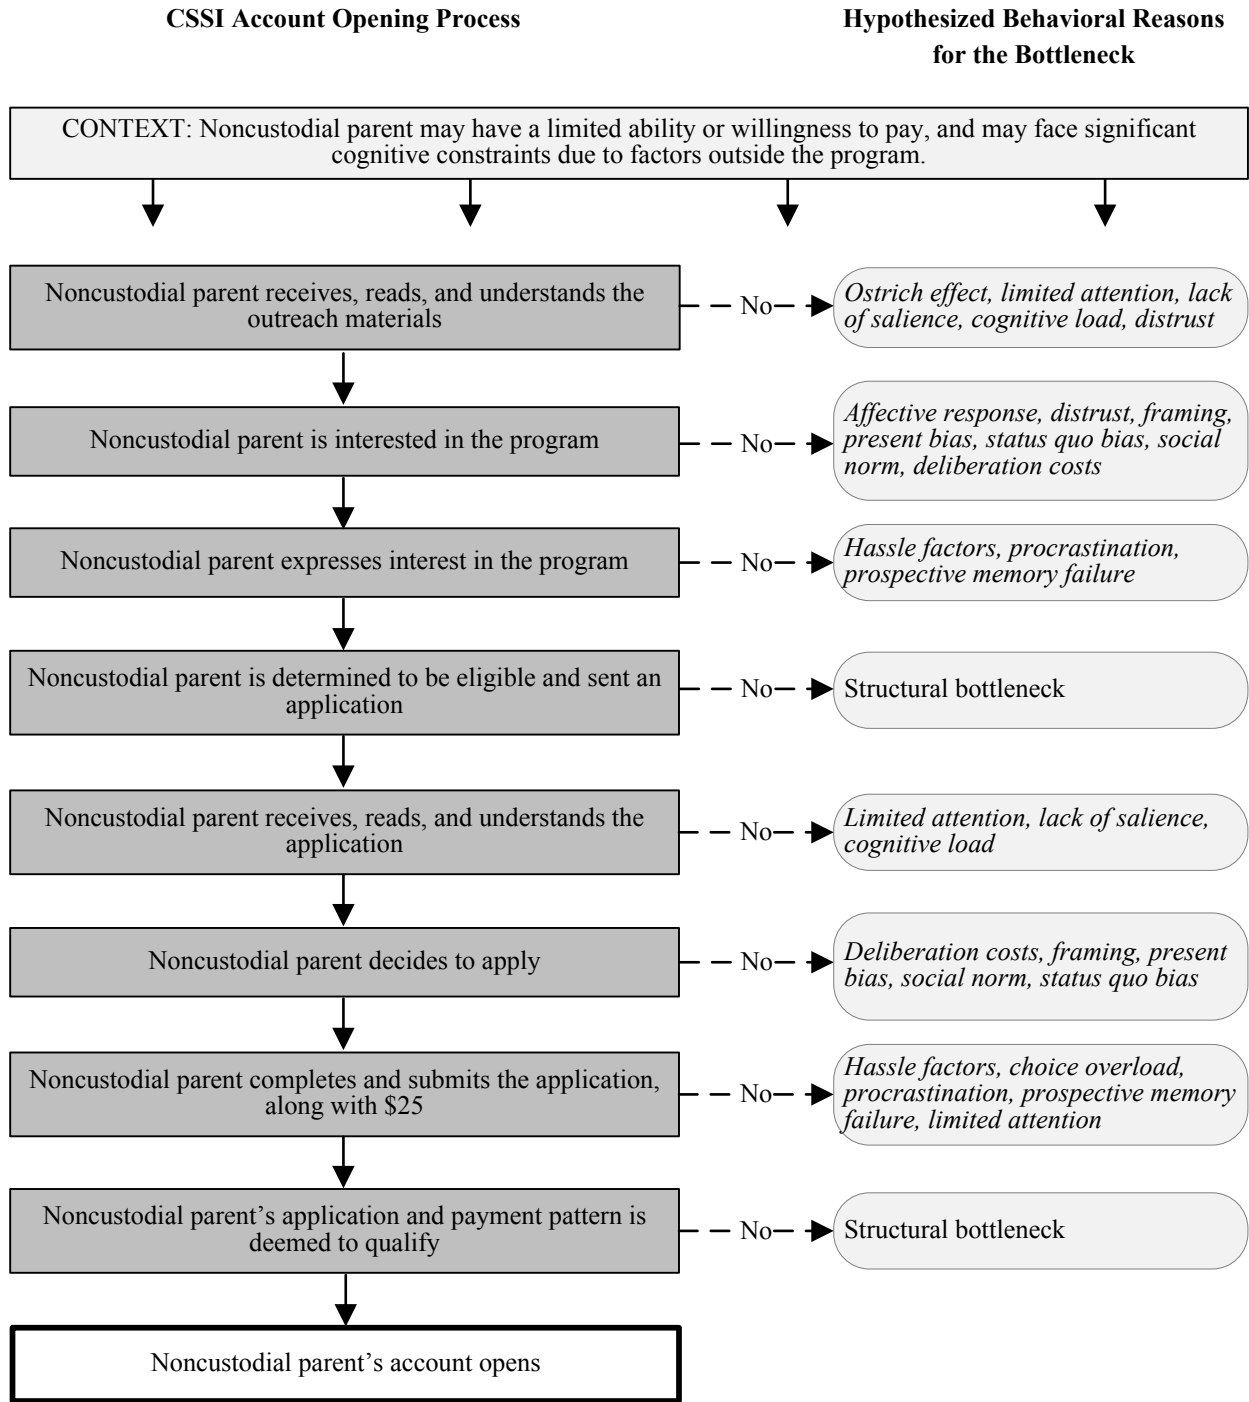 CSSI Account Opening Process
Hypothesized Behavioral Reasons
for the Bottleneck
CONTEXT: Noncustodial parent may have a limited ability or willingness to pay, and may face significant
cognitive constraints due to factors outside the program.
Noncustodial parent receives, reads, and understands the
outreach materials
No
Ostrich effect, limited attention, lack
of salience, cognitive load, distrust
Noncustodial parent is interested in the program
No
Affective response, distrust, framing,
present bias, status quo bias, social
norm, deliberation costs
Noncustodial parent expresses interest in the program
No
Hassle factors, procrastination,
prospective memory failure
Noncustodial parent is determined to be eligible and sent an
application
No
Structural bottleneck
Noncustodial parent receives, reads, and understands the
application
No
Limited attention, lack of salience,
cognitive load
Noncustodial parent decides to apply
No
Deliberation costs, framing, present
bias, social norm, status quo bias
Noncustodial parent completes and submits the application,
along with $25
No
Hassle factors, choice overload,
procrastination, prospective memory
failure, limited attention
Noncustodial parent’s application and payment pattern is
deemed to qualify
No
Structural bottleneck
Noncustodial parent’s account opens